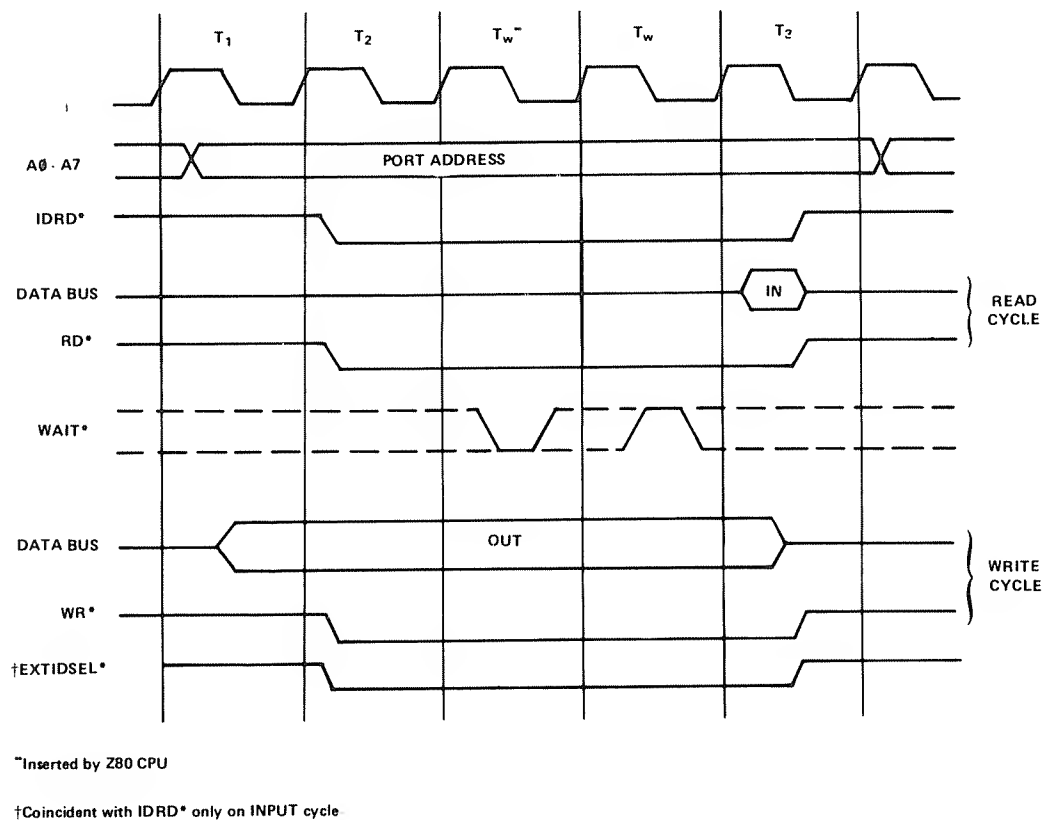 T1 T2 Tw* Tw T3
A0 - A7 PORT ADDRESS
IDRD*
DATA BUS IN
READ
CYCLE
RD*
WAIT*
DATA BUS OUT
WRITE
CYCLE
WR*
†EXTIDSEL*
*Inserted by Z80 CPU
†Coincident with IDRD* only on INPUT cycle